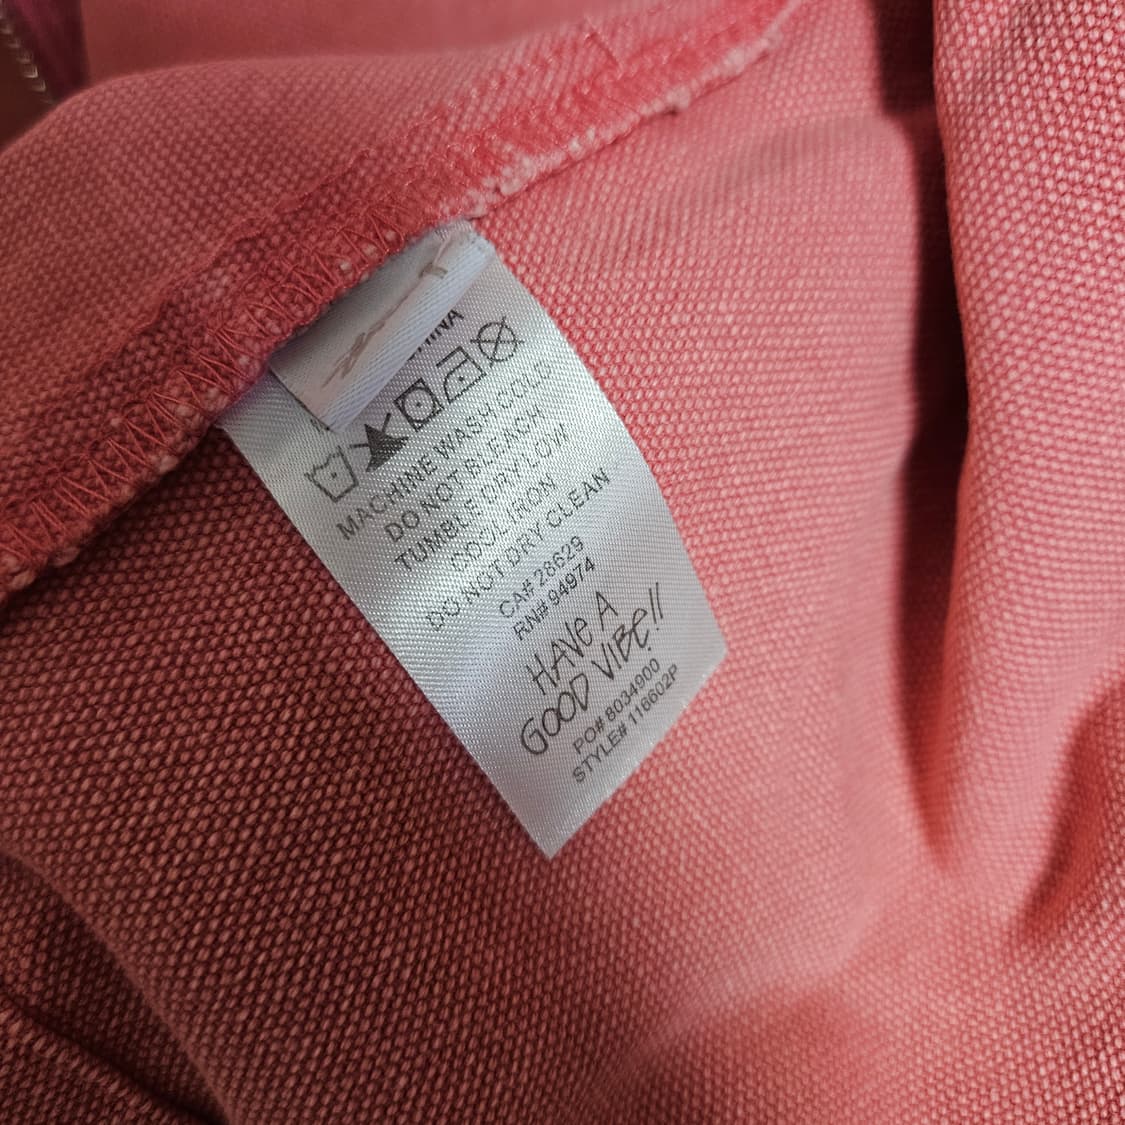 HINA
MACHINE WASH COLD
DO NOT BLEACH
TUMBLE DRY LOW
COOL IRON
DO NOT DRY CLEAN
CA# 28629
RN# 94974
HAVE A
GOOD VIBE!!
PO# 8034900
STYLE# 116602P